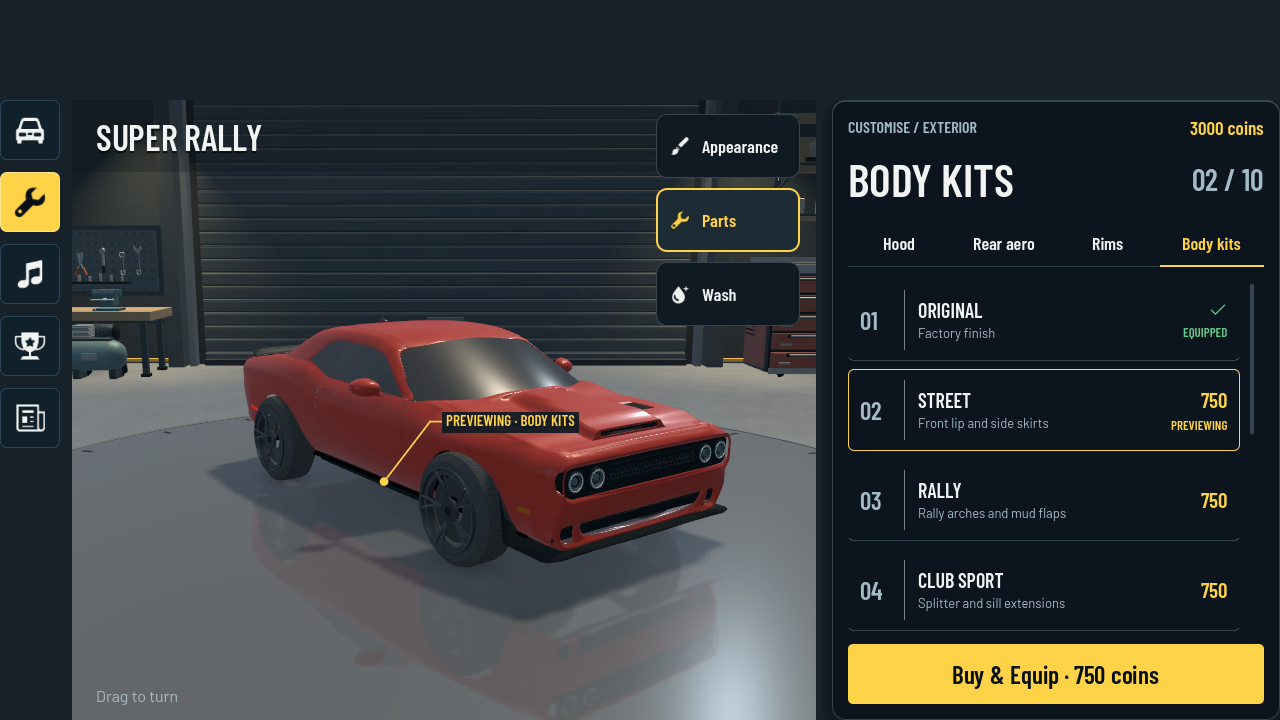 SUPER RALLY
Appearance
Parts
Wash
PREVIEWING · BODY KITS
Drag to turn
CUSTOMISE / EXTERIOR
3000 coins
BODY KITS
02 / 10
Hood
Rear aero
Rims
Body kits
01
ORIGINAL
Factory finish
EQUIPPED
02
STREET
Front lip and side skirts
750
PREVIEWING
03
RALLY
Rally arches and mud flaps
750
04
CLUB SPORT
Splitter and sill extensions
750
Buy & Equip · 750 coins